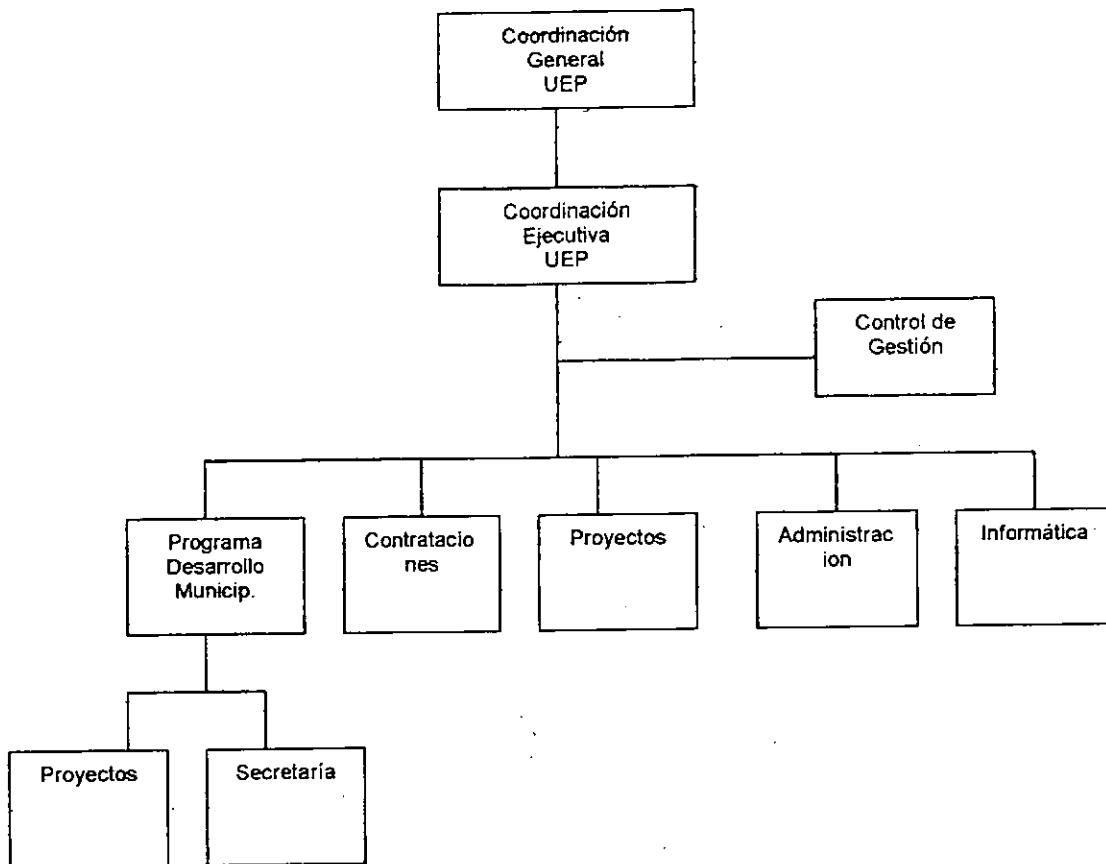 Coordinación
General
UEP
Coordinación
Ejecutiva
UEP
Control de
Gestión
Programa
Desarrollo
Municip.
Contratacio
nes
Proyectos
Administrac
ion
Informática
Proyectos
Secretaría